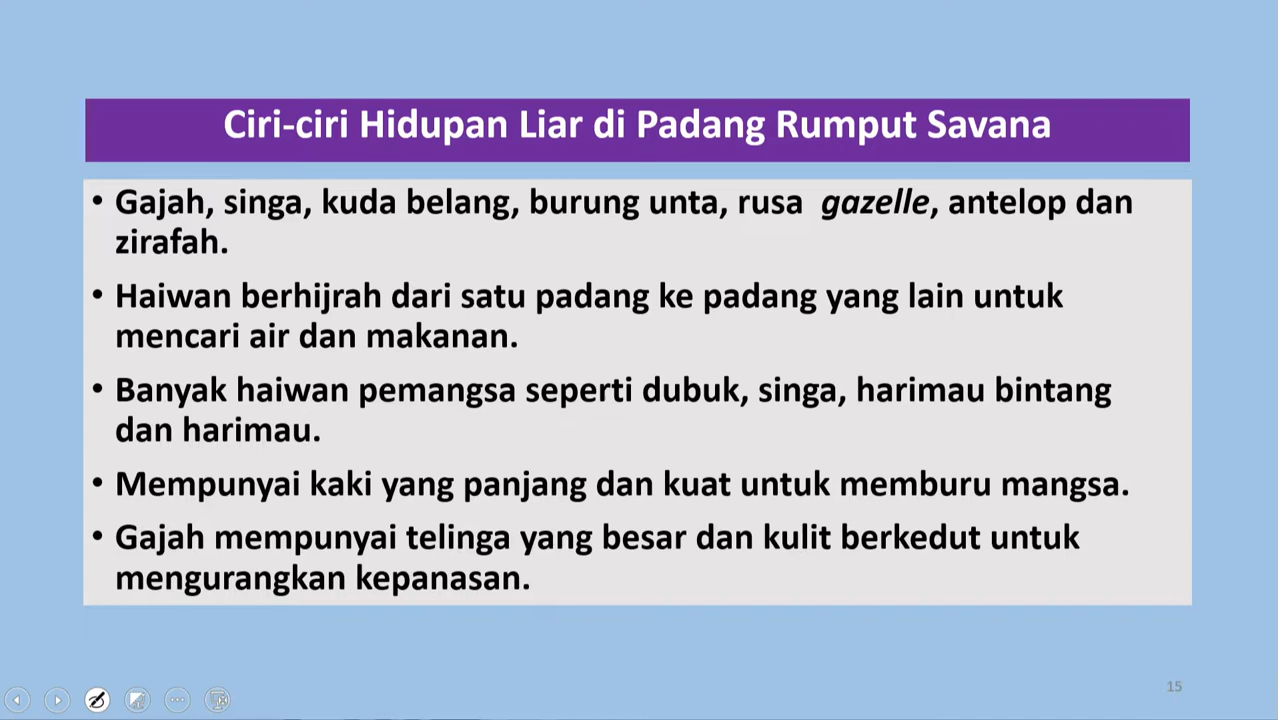 Ciri-ciri Hidupan Liar di Padang Rumput Savana
• Gajah, singa, kuda belang, burung unta, rusa gazelle, antelop dan
zirafah.
• Haiwan berhijrah dari satu padang ke padang yang lain untuk
mencari air dan makanan.
• Banyak haiwan pemangsa seperti dubuk, singa, harimau bintang
dan harimau.
• Mempunyai kaki yang panjang dan kuat untuk memburu mangsa.
• Gajah mempunyai telinga yang besar dan kulit berkedut untuk
mengurangkan kepanasan.
15